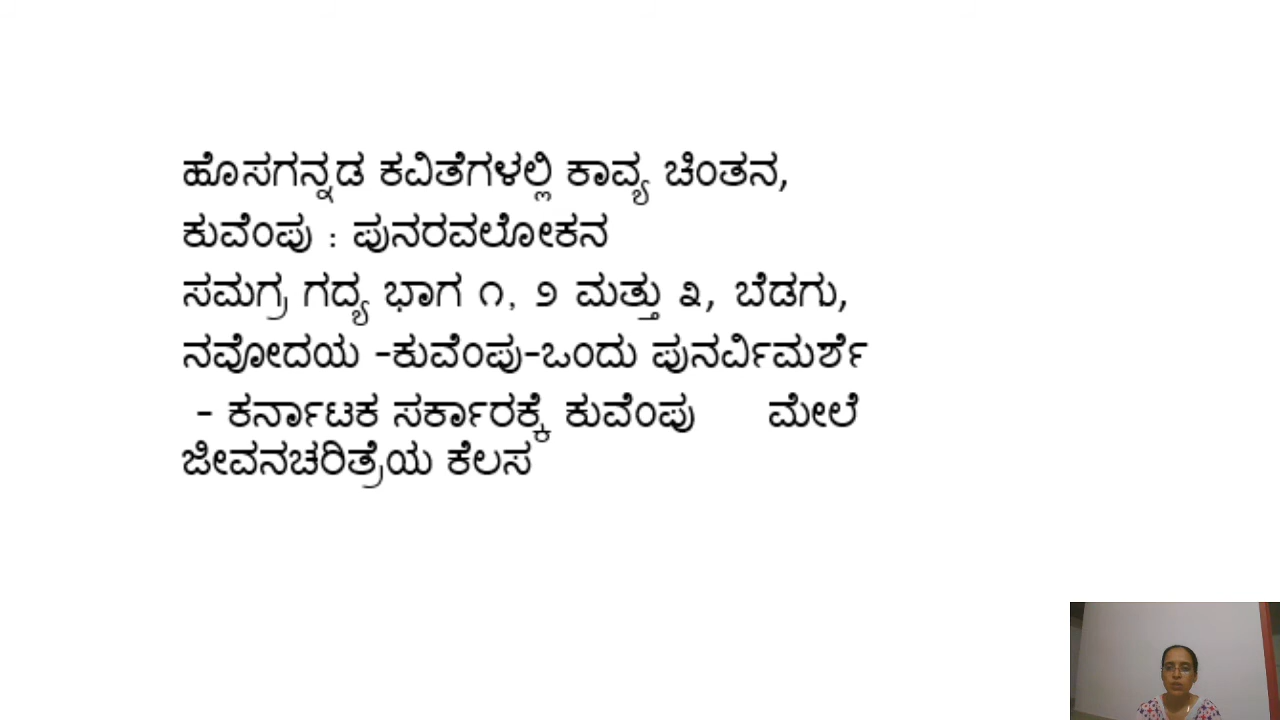 ಹೊಸಗನ್ನಡ ಕವಿತೆಗಳಲ್ಲಿ ಕಾವ್ಯ ಚಿಂತನ,
ಕುವೆಂಪು : ಪುನರವಲೋಕನ
ಸಮಗ್ರ ಗದ್ಯ ಭಾಗ ೧, ೨ ಮತ್ತು ೩, ಬೆಡಗು,
ನವೋದಯ -ಕುವೆಂಪು-ಒಂದು ಪುನರ್ವಿಮರ್ಶೆ
- ಕರ್ನಾಟಕ ಸರ್ಕಾರಕ್ಕೆ ಕುವೆಂಪು ಮೇಲೆ
ಜೀವನಚರಿತ್ರೆಯ ಕೆಲಸ